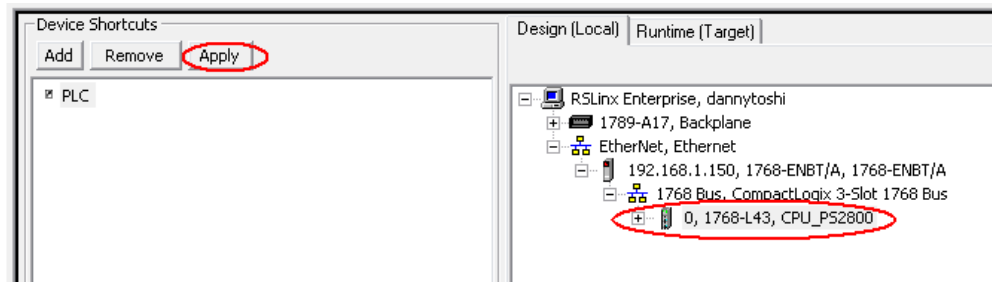 Device Shortcuts
Add Remove Apply
PLC
Design (Local) Runtime (Target)
RSLinx Enterprise, dannytoshi
1789-A17, Backplane
EtherNet, Ethernet
192.168.1.150, 1768-ENBT/A, 1768-ENBT/A
1768 Bus, CompactLogix 3-Slot 1768 Bus
0, 1768-L43, CPU_PS2800